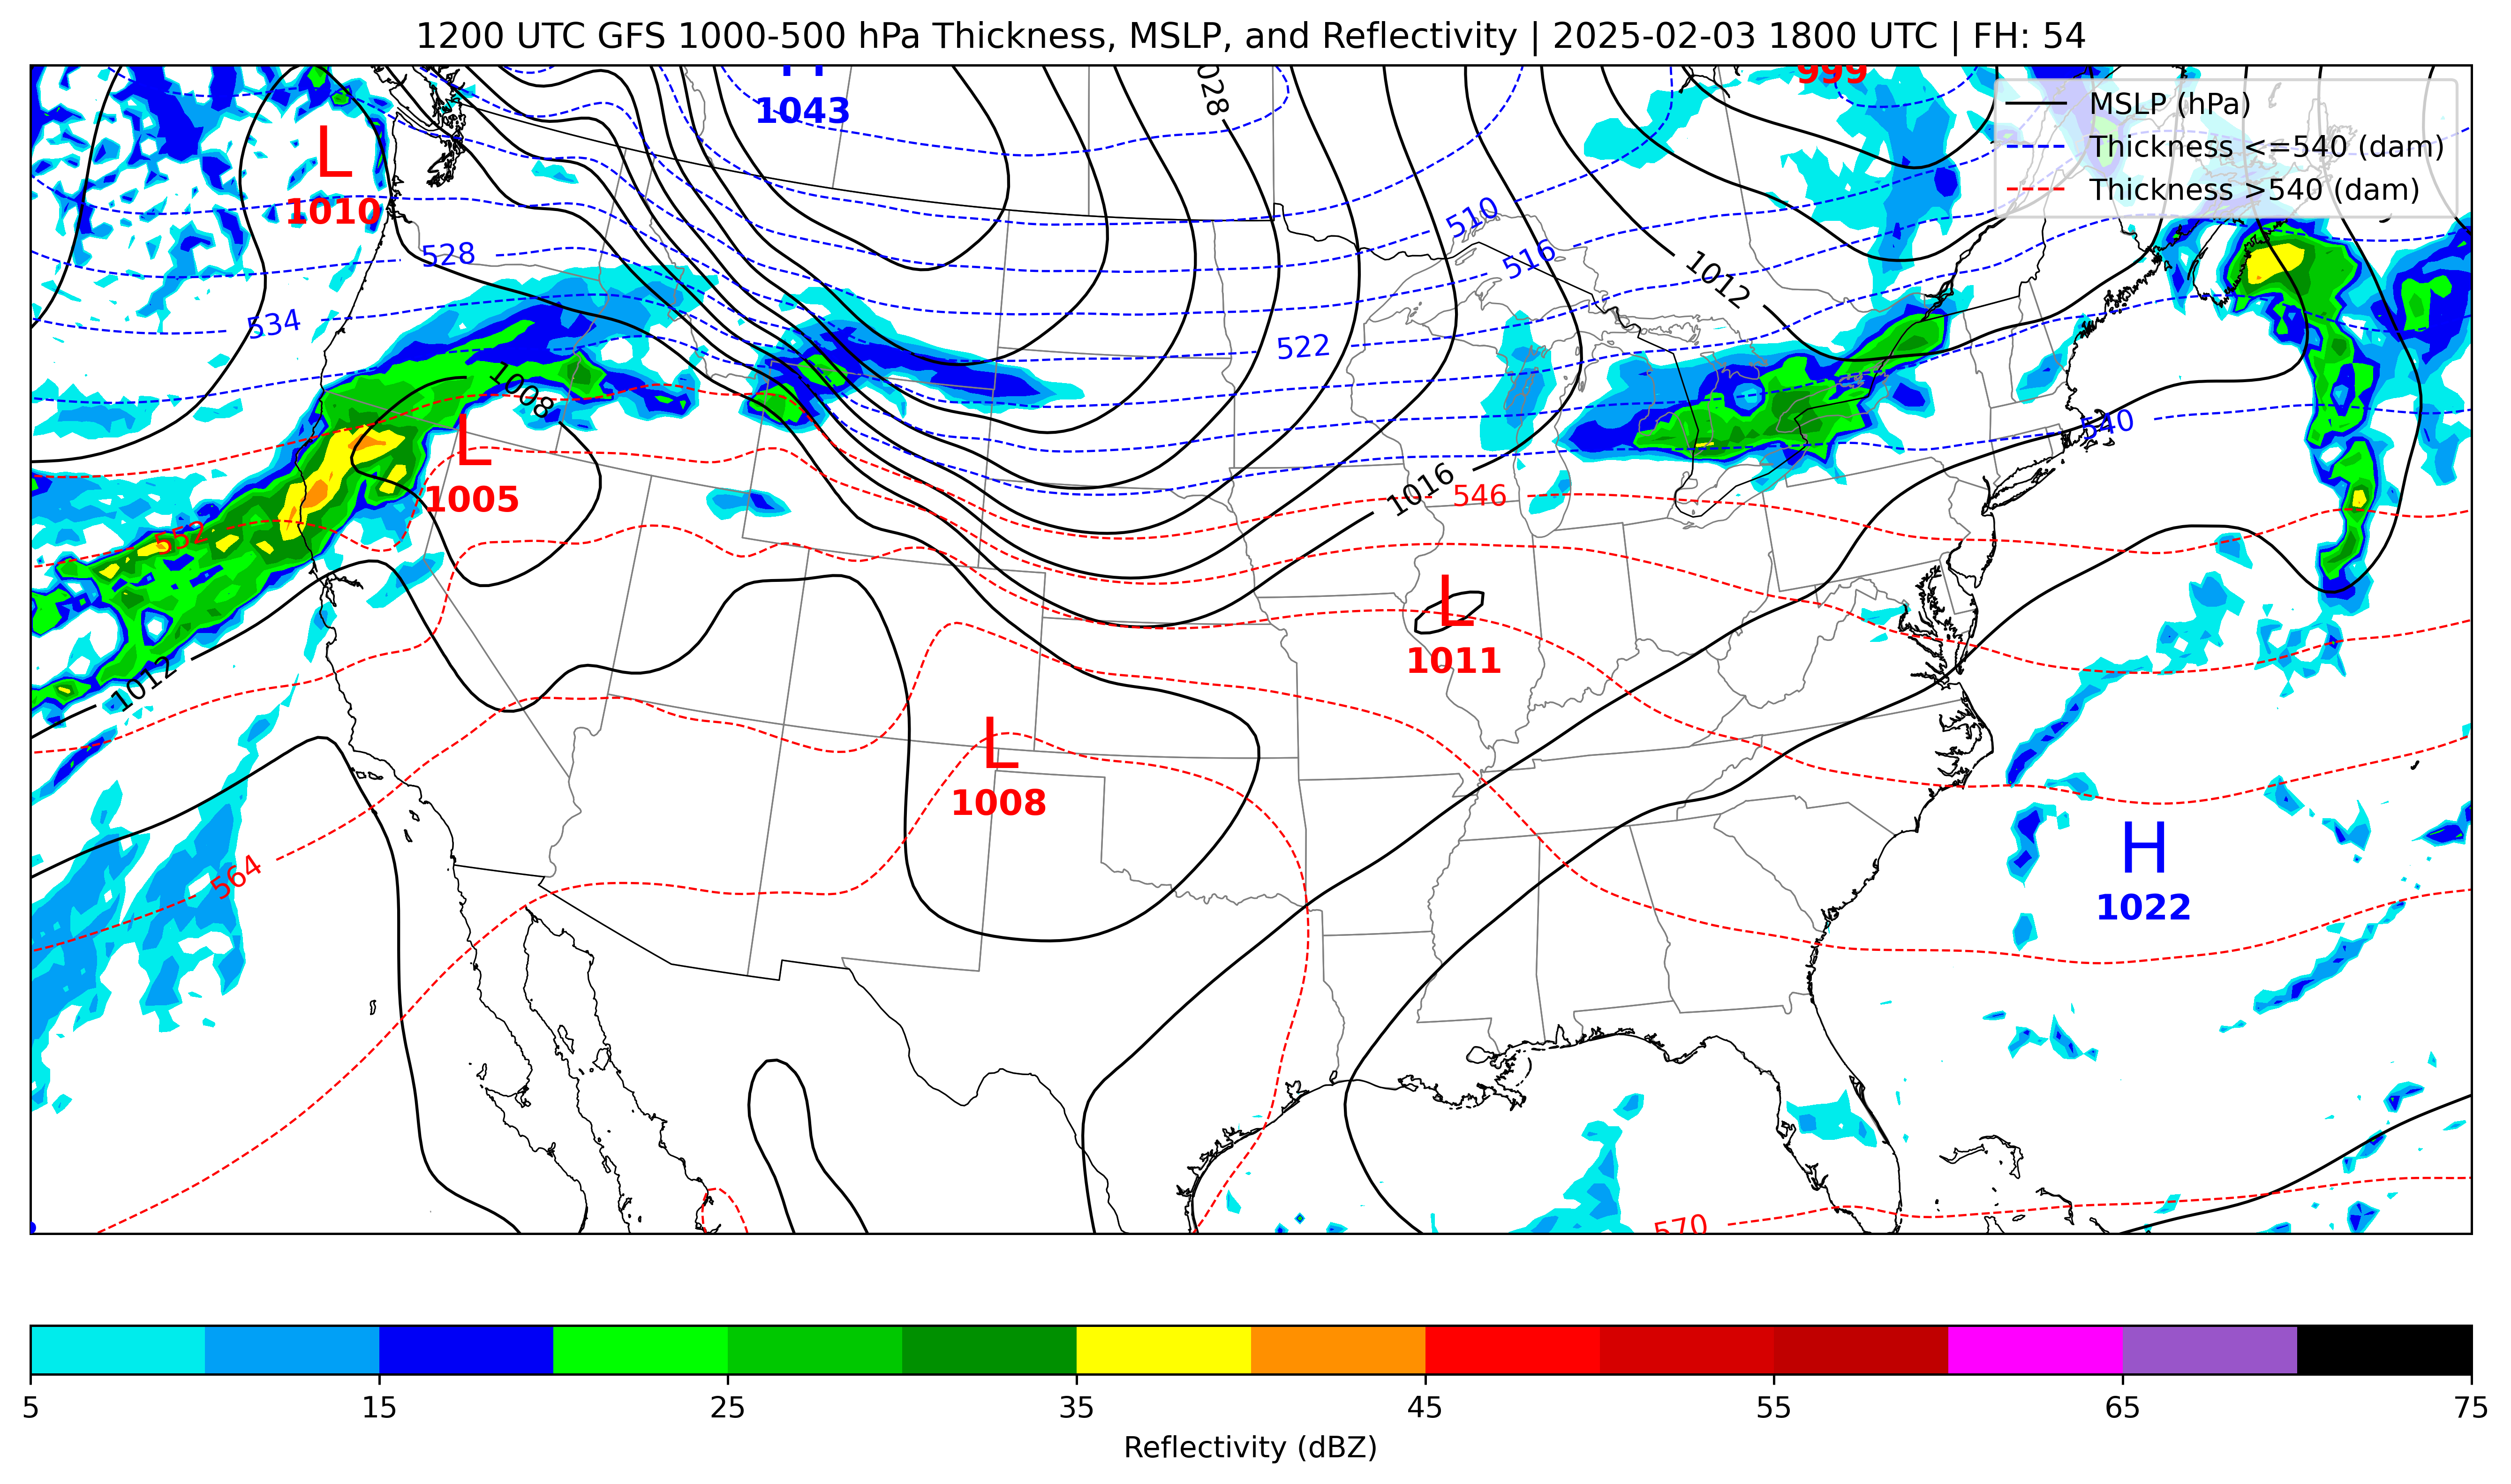 1200 UTC GFS 1000-500 hPa Thickness, MSLP, and Reflectivity | 2025-02-03 1800 UTC | FH: 54
H
1043
999
MSLP (hPa)
Thickness <=540 (dam)
Thickness >540 (dam)
1028
L
1010
510
516
528
1012
534
522
1008
L
1005
540
1016
546
552
L
1011
1012
L
1008
564
H
1022
570
5 15 25 35 45 55 65 75
Reflectivity (dBZ)